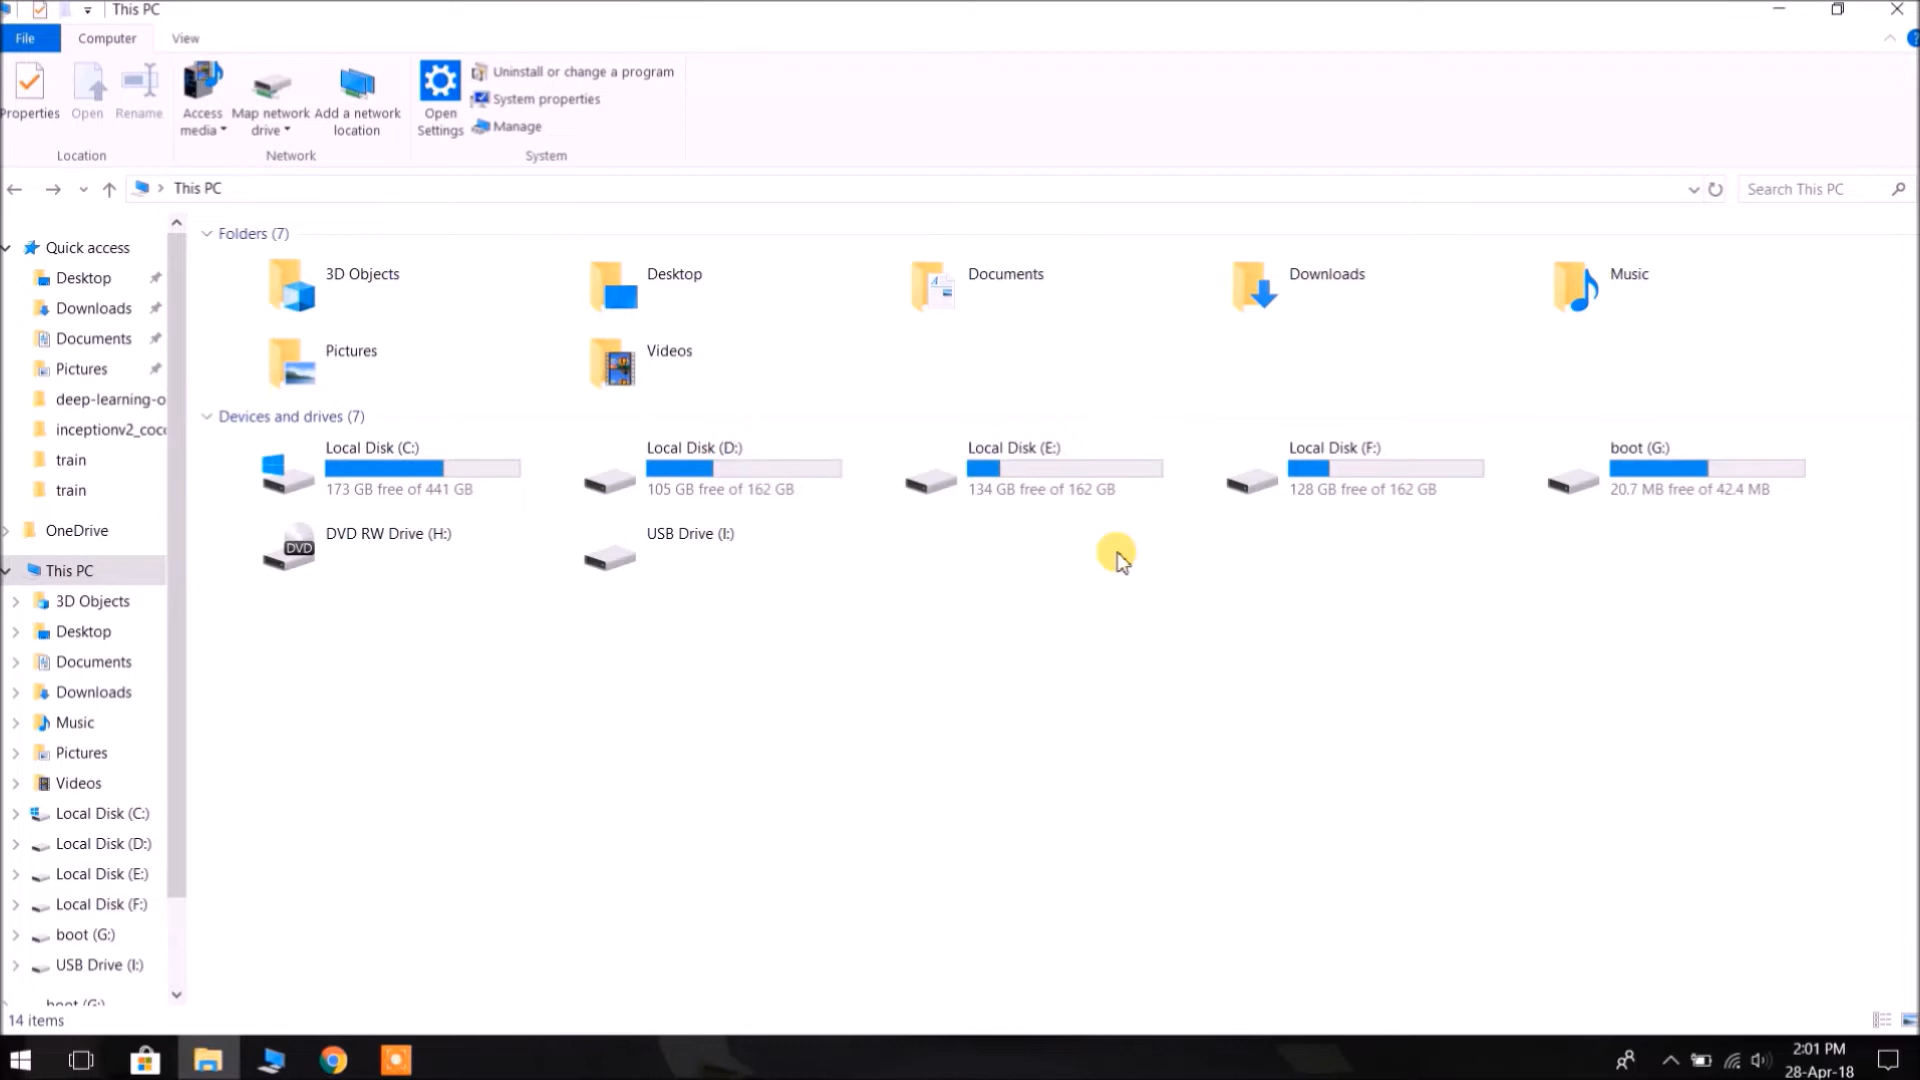 This PC
File
Computer
View
Properties
Open
Rename
Access
media
Map network
drive
Add a network
location
Open
Settings
Uninstall or change a program
System properties
Manage
Location
Network
System
This PC
Search This PC
Quick access
Desktop
Downloads
Documents
Pictures
deep-learning-o
inceptionv2_coc
train
train
OneDrive
This PC
3D Objects
Desktop
Documents
Downloads
Music
Pictures
Videos
Local Disk (C:)
Local Disk (D:)
Local Disk (E:)
Local Disk (F:)
boot (G:)
USB Drive (I:)
boot (G:)
Folders (7)
3D Objects
Desktop
Documents
Downloads
Music
Pictures
Videos
Devices and drives (7)
Local Disk (C:)
173 GB free of 441 GB
Local Disk (D:)
105 GB free of 162 GB
Local Disk (E:)
134 GB free of 162 GB
Local Disk (F:)
128 GB free of 162 GB
boot (G:)
20.7 MB free of 42.4 MB
DVD
DVD RW Drive (H:)
USB Drive (I:)
14 items
2:01 PM
28-Apr-18